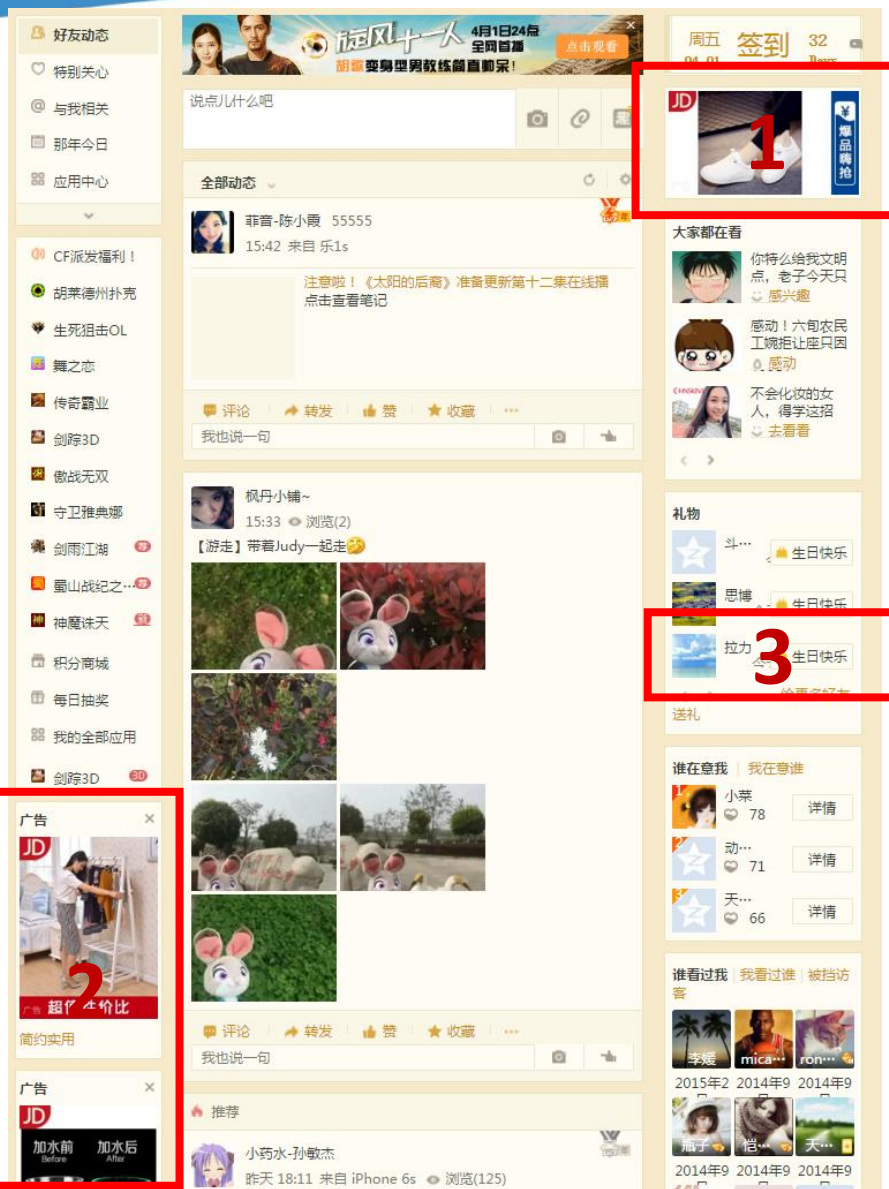 好友动态
特别关心
与我相关
那年今日
应用中心
CF派发福利！
胡莱德州扑克
生死狙击OL
舞之恋
传奇霸业
剑踪3D
傲战无双
守卫雅典娜
剑雨江湖 荐
蜀山战纪之… 荐
神魔诛天
积分商城
每日抽奖
我的全部应用
剑踪3D 3D
广告
JD
2
广告 超
价比
简约实用
广告
JD
加水前 加水后
Before After
旋风十一人
4月1日24点
全网首播
点击观看
胡歌变身型男教练简直帅呆！
说点儿什么吧
全部动态
菲音-陈小霞 55555
15:42 来自 乐1s
注意啦！《太阳的后裔》准备更新第十二集在线播
点击查看笔记
评论 转发 赞 收藏 …
我也说一句
枫丹小铺~
15:33 浏览(2)
【游走】带着Judy一起走
评论 转发 赞 收藏 …
我也说一句
推荐
小药水-孙敏杰
昨天 18:11 来自 iPhone 6s 浏览(125)
周五 签到 32
JD
1
¥
爆品嗨抢
大家都在看
你特么给我文明
点，老子今天只
感兴趣
感动！六旬农民
工婉拒让座只因
感动
不会化妆的女
人，得学这招
去看看
礼物
斗…
生日快乐
思博
生日快乐
拉力
3
生日快乐
送礼
谁在意我 我在意谁
1
小菜
78
详情
2
动…
71
详情
3
天…
66
详情
谁看过我 我看过谁 被挡访
客
李媛 mica… ron…
2015年2 2014年9 2014年9
瓶子 恺… 天…
2014年9 2014年9 2014年9